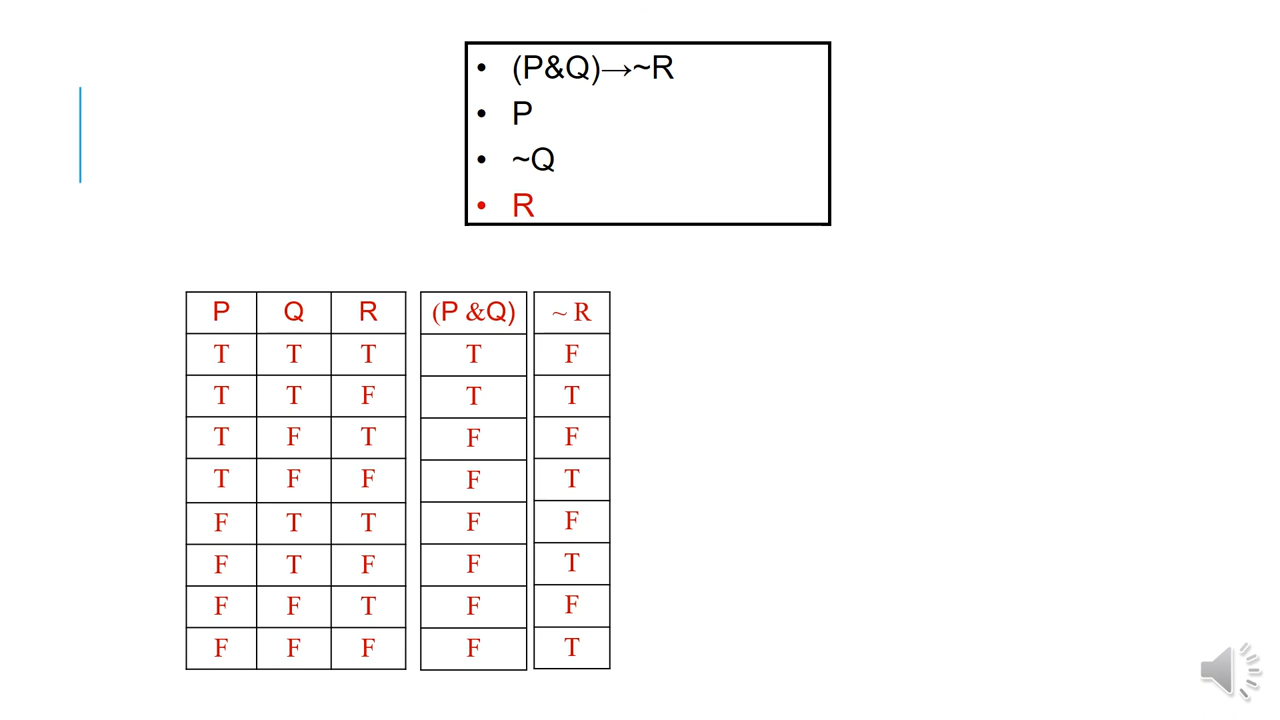 • (P&Q)→~R
• P
• ~Q
• R
P Q R (P &Q) ~ R
T T T T F
T T F T T
T F T F F
T F F F T
F T T F F
F T F F T
F F T F F
F F F F T